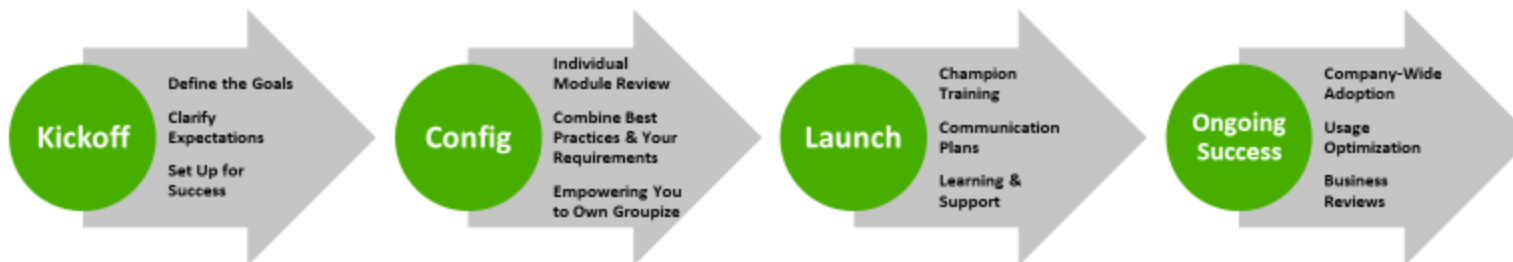 Kickoff
Define the Goals
Clarify
Expectations
Set Up for
Success
Config
Individual
Module Review
Combine Best
Practices & Your
Requirements
Empowering You
to Own Groupize
Launch
Champion
Training
Communication
Plans
Learning &
Support
Ongoing
Success
Company-Wide
Adoption
Usage
Optimization
Business
Reviews